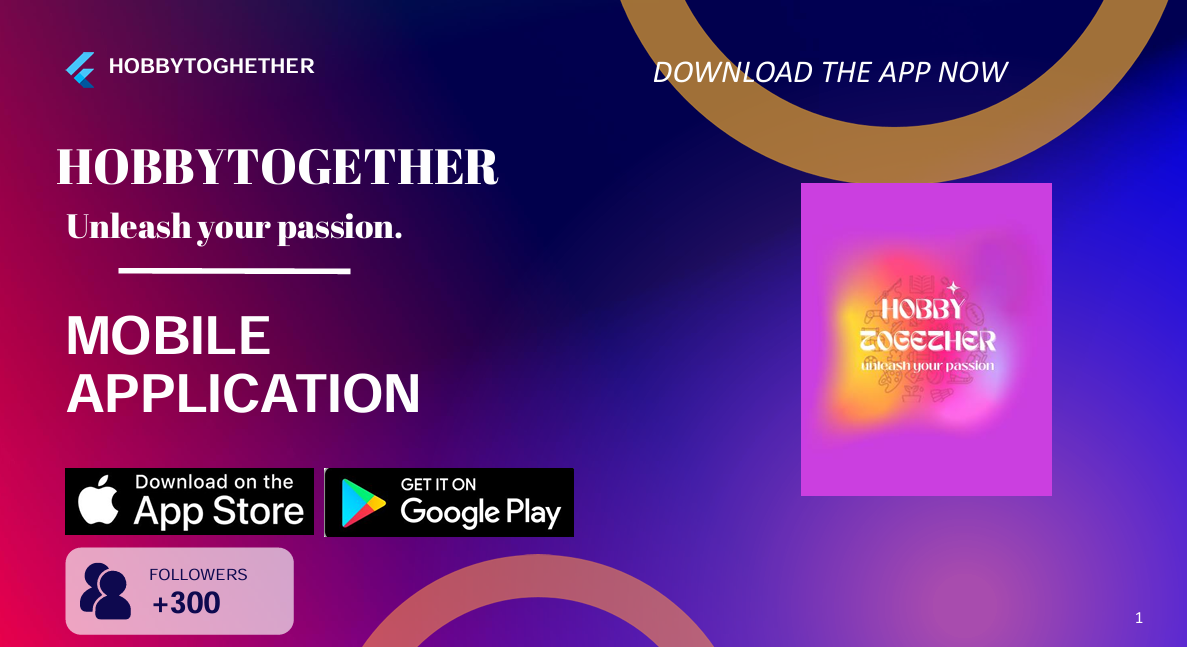 HOBBYTOGHETHER
DOWNLOAD THE APP NOW
HOBBYTOGETHER
Unleash your passion.
MOBILE
APPLICATION
HOBBY
TOGETHER
unleash your passion
Download on the
App Store
GET IT ON
Google Play
FOLLOWERS
+300
1